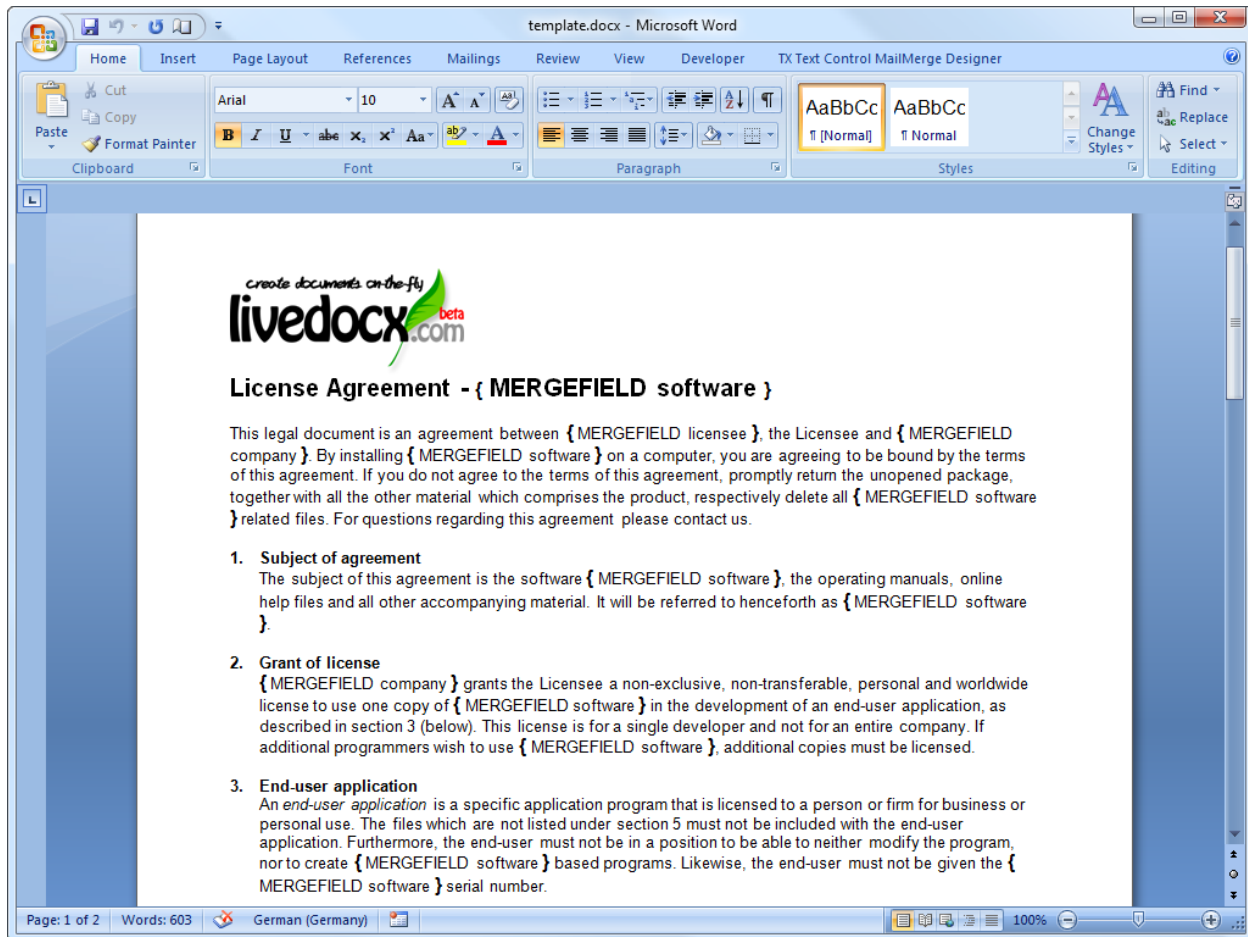 template.docx - Microsoft Word
Home Insert Page Layout References Mailings Review View Developer TX Text Control MailMerge Designer
Cut
Copy
Paste
Format Painter
Clipboard
Arial 10
B I U abc x₂ x² Aa ab A
Font
Paragraph
AaBbCc AaBbCc
¶ [Normal] ¶ Normal
Change
Styles
Styles
Find
Replace
Select
Editing
create documents on-the-fly
livedocx.com beta
License Agreement - { MERGEFIELD software }
This legal document is an agreement between { MERGEFIELD licensee }, the Licensee and { MERGEFIELD
company }. By installing { MERGEFIELD software } on a computer, you are agreeing to be bound by the terms
of this agreement. If you do not agree to the terms of this agreement, promptly return the unopened package,
together with all the other material which comprises the product, respectively delete all { MERGEFIELD software
} related files. For questions regarding this agreement please contact us.
1. Subject of agreement
The subject of this agreement is the software { MERGEFIELD software }, the operating manuals, online
help files and all other accompanying material. It will be referred to henceforth as { MERGEFIELD software
}.
2. Grant of license
{ MERGEFIELD company } grants the Licensee a non-exclusive, non-transferable, personal and worldwide
license to use one copy of { MERGEFIELD software } in the development of an end-user application, as
described in section 3 (below). This license is for a single developer and not for an entire company. If
additional programmers wish to use { MERGEFIELD software }, additional copies must be licensed.
3. End-user application
An end-user application is a specific application program that is licensed to a person or firm for business or
personal use. The files which are not listed under section 5 must not be included with the end-user
application. Furthermore, the end-user must not be in a position to be able to neither modify the program,
nor to create { MERGEFIELD software } based programs. Likewise, the end-user must not be given the {
MERGEFIELD software } serial number.
Page: 1 of 2 Words: 603 German (Germany) 100%